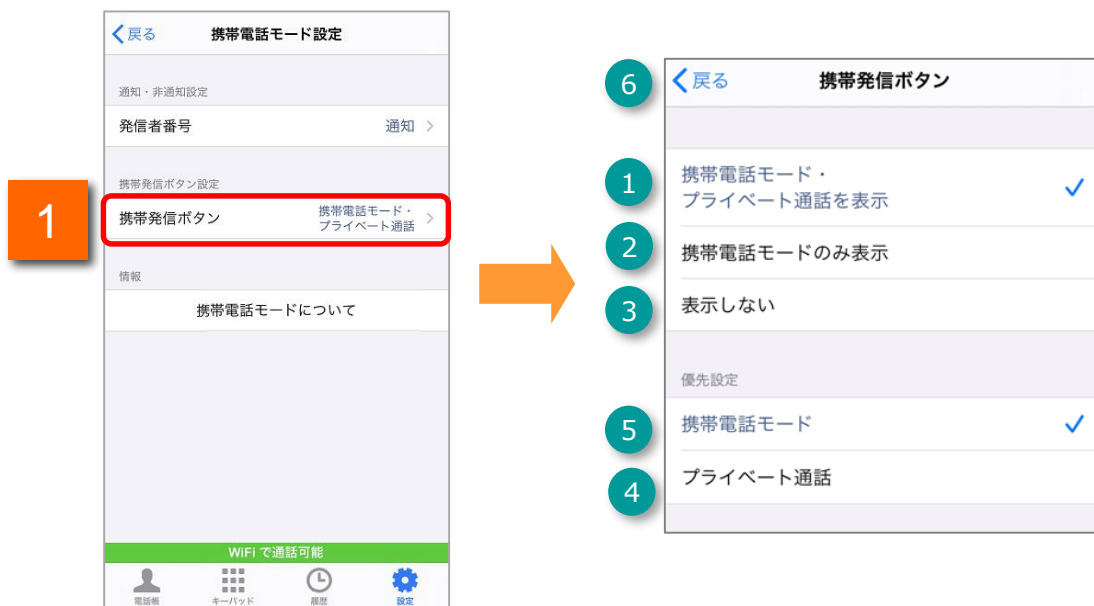 戻る 携帯電話モード設定
通知・非通知設定
発信者番号 通知
携帯発信ボタン設定
1
携帯発信ボタン 携帯電話モード・
プライベート通話
情報
携帯電話モードについて
WiFi で通話可能
電話帳 キーパッド 履歴 設定
6 戻る 携帯発信ボタン
1 携帯電話モード・
プライベート通話を表示
2 携帯電話モードのみ表示
3 表示しない
優先設定
5 携帯電話モード
4 プライベート通話